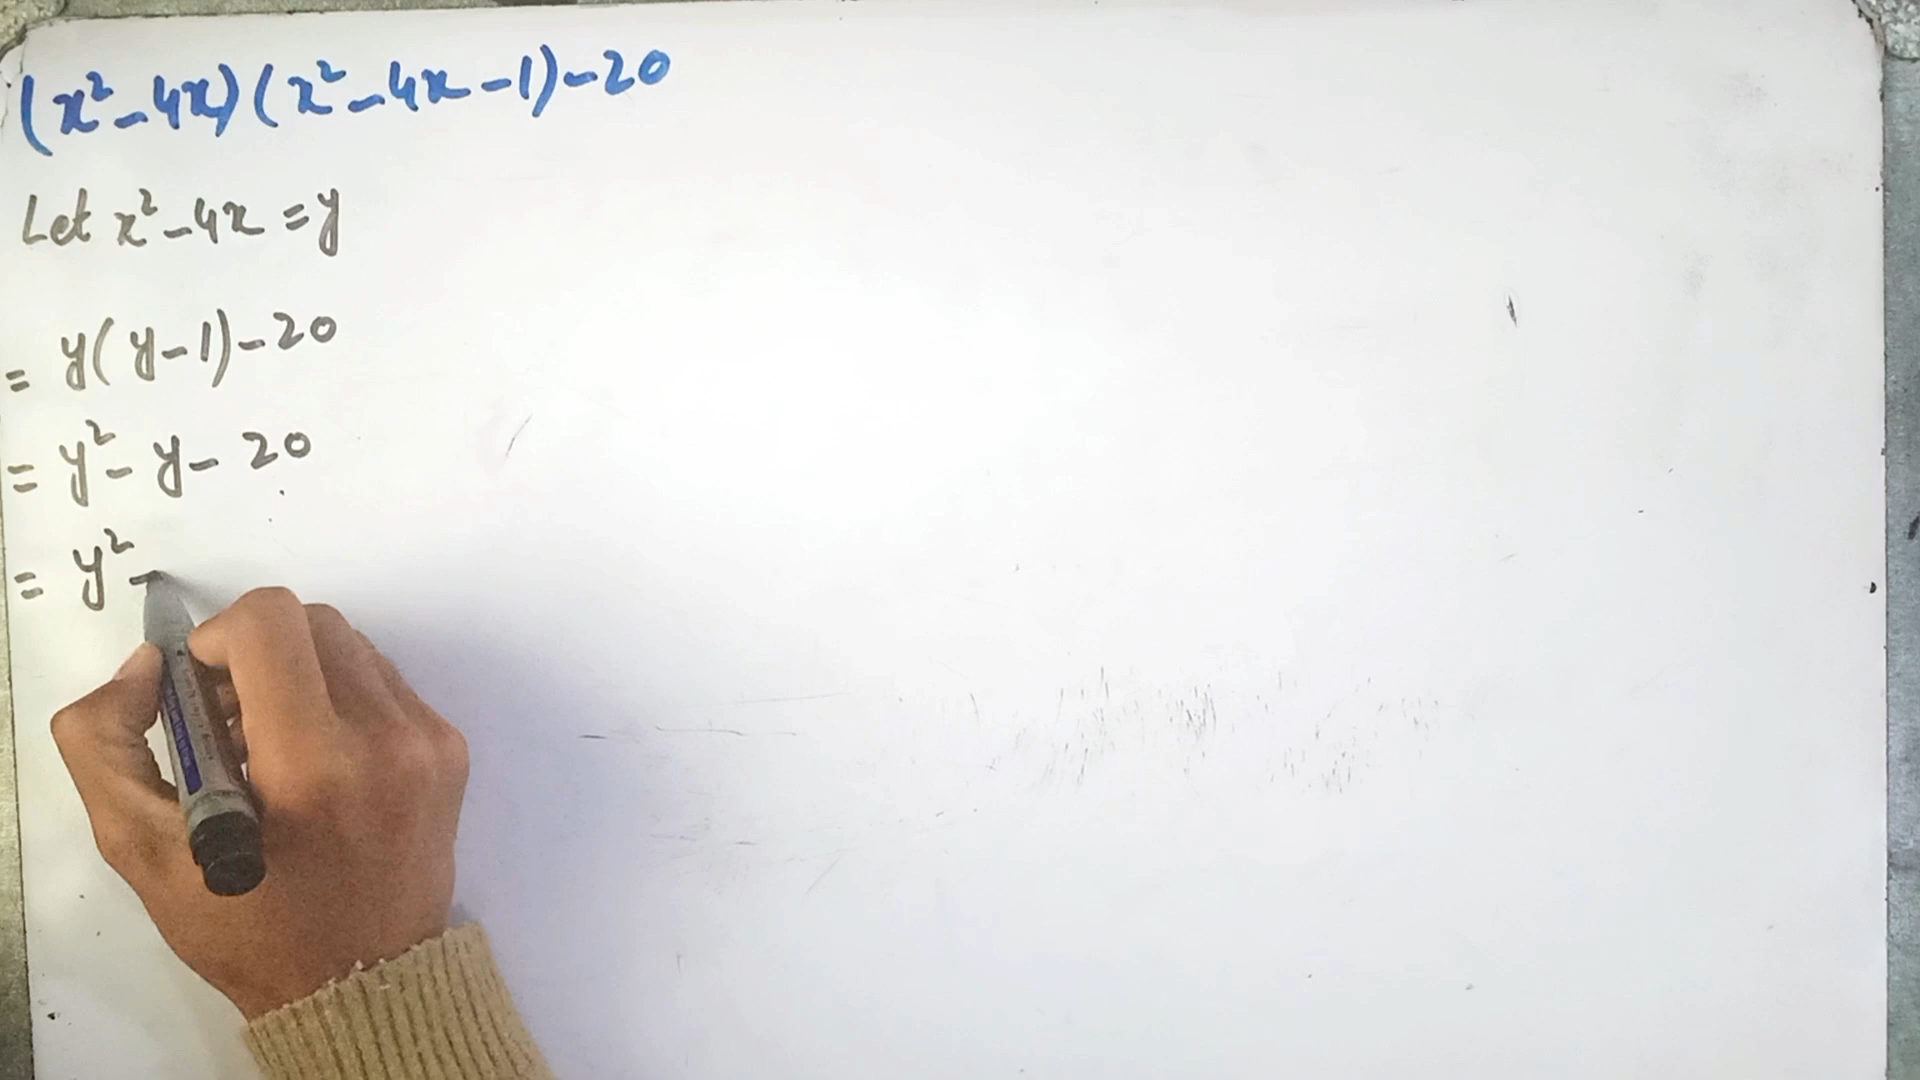 (x² - 4x)(x² - 4x - 1) - 20
Let x² - 4x = y
= y(y - 1) - 20
= y² - y - 20
= y² -